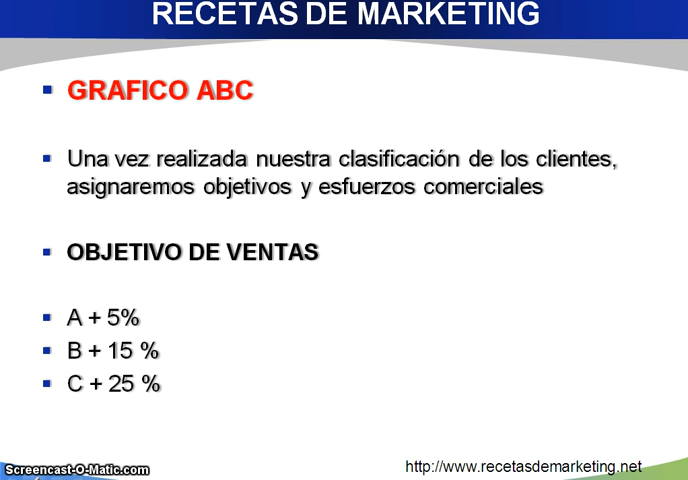 RECETAS DE MARKETING
GRAFICO ABC
Una vez realizada nuestra clasificación de los clientes,
asignaremos objetivos y esfuerzos comerciales
OBJETIVO DE VENTAS
A + 5%
B + 15 %
C + 25 %
Screencast-O-Matic.com
http://www.recetasdemarketing.net